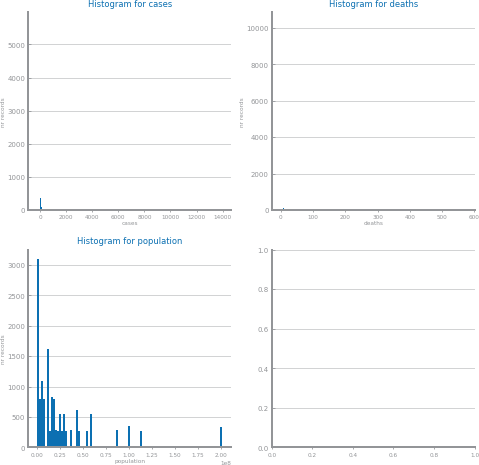 Histogram for cases
Histogram for deaths
nr records
5000
4000
3000
2000
1000
0
0 2000 4000 6000 8000 10000 12000 14000
cases
nr records
10000
8000
6000
4000
2000
0
0 100 200 300 400 500 600
deaths
Histogram for population
nr records
3000
2500
2000
1500
1000
500
0
0.00 0.25 0.50 0.75 1.00 1.25 1.50 1.75 2.00
1e8
population
1.0
0.8
0.6
0.4
0.2
0.0
0.0 0.2 0.4 0.6 0.8 1.0